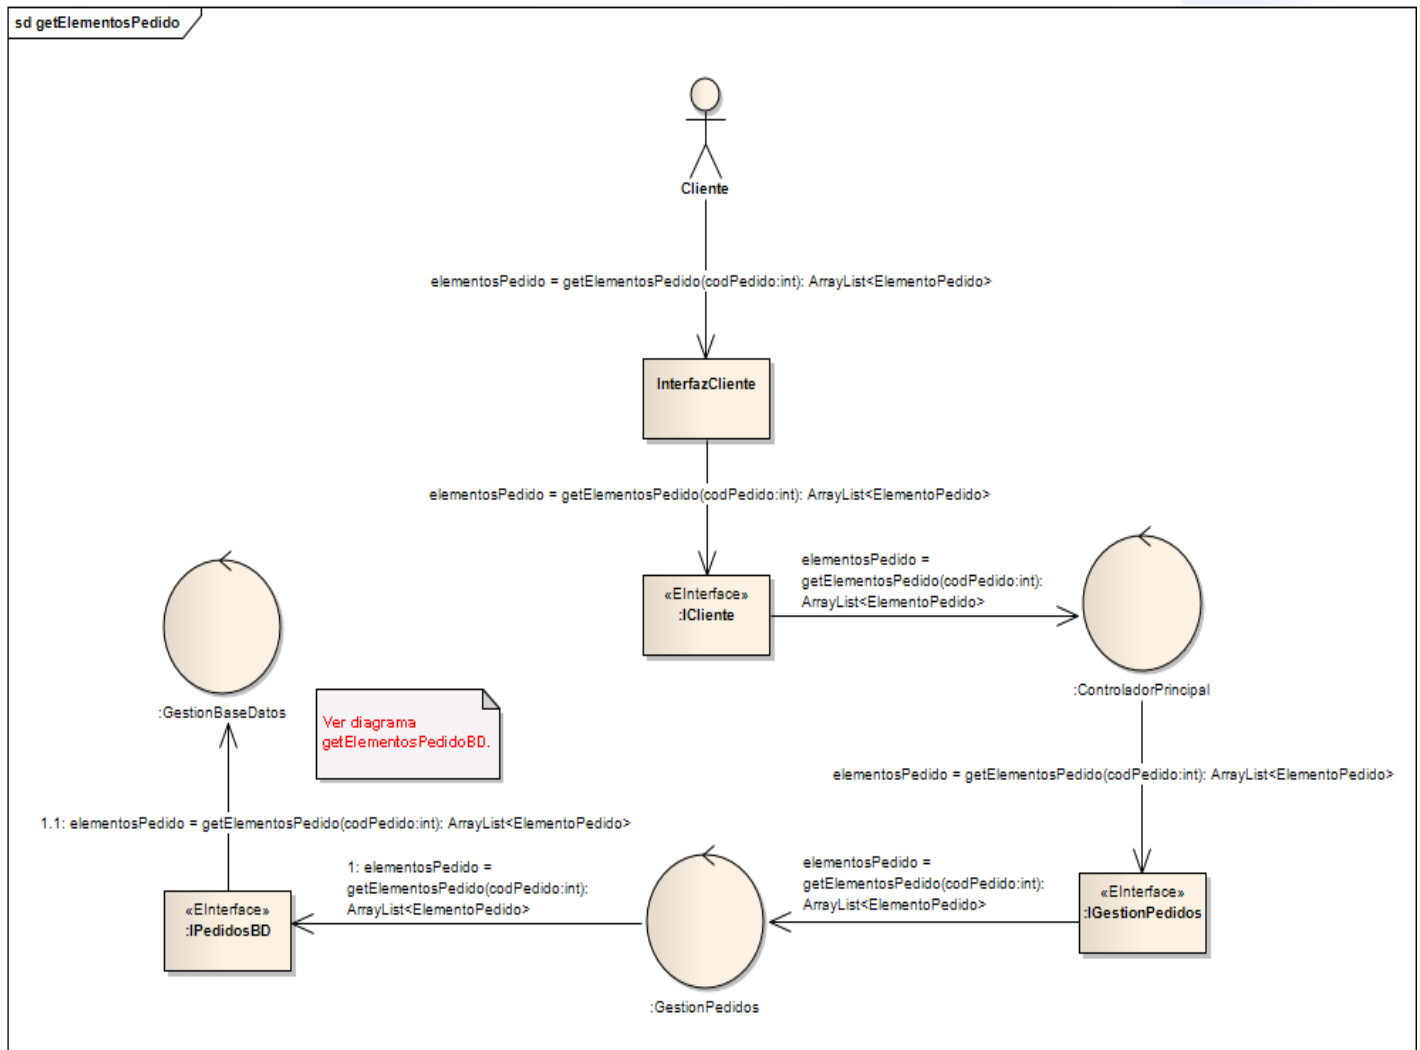 sd getElementosPedido
Cliente
elementosPedido = getElementosPedido(codPedido:int): ArrayList<ElementoPedido>
InterfazCliente
elementosPedido = getElementosPedido(codPedido:int): ArrayList<ElementoPedido>
«EInterface»
:ICliente
elementosPedido =
getElementosPedido(codPedido:int):
ArrayList<ElementoPedido>
:ControladorPrincipal
:GestionBaseDatos
Ver diagrama
getElementosPedidoBD.
elementosPedido = getElementosPedido(codPedido:int): ArrayList<ElementoPedido>
1.1: elementosPedido = getElementosPedido(codPedido:int): ArrayList<ElementoPedido>
«EInterface»
:IPedidosBD
1: elementosPedido =
getElementosPedido(codPedido:int):
ArrayList<ElementoPedido>
:GestionPedidos
elementosPedido =
getElementosPedido(codPedido:int):
ArrayList<ElementoPedido>
«EInterface»
:IGestionPedidos